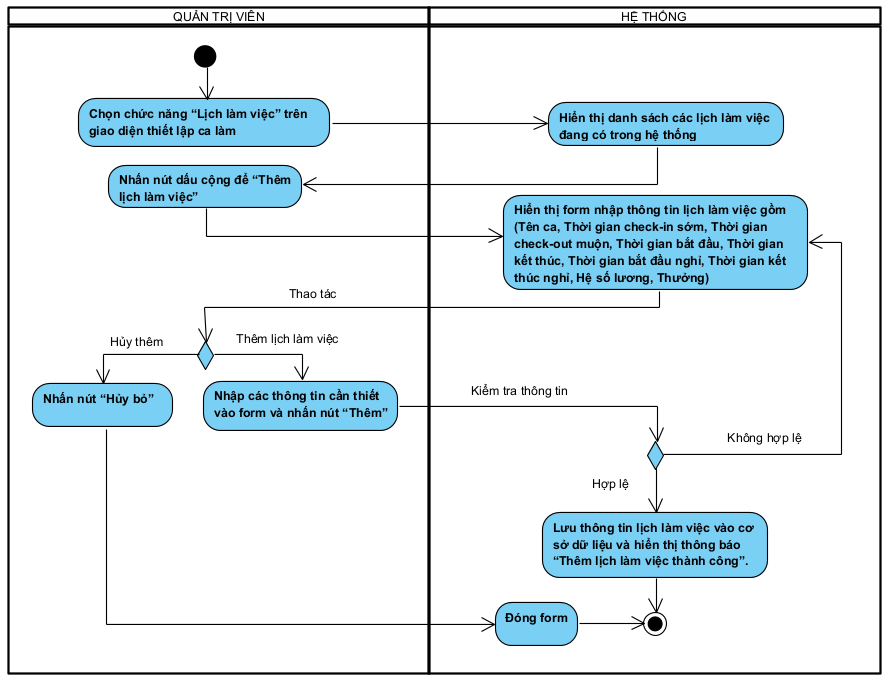 QUẢN TRỊ VIÊN
HỆ THỐNG
Chọn chức năng “Lịch làm việc” trên
giao diện thiết lập ca làm
Hiển thị danh sách các lịch làm việc
đang có trong hệ thống
Nhấn nút dấu cộng để “Thêm
lịch làm việc”
Hiển thị form nhập thông tin lịch làm việc gồm
(Tên ca, Thời gian check-in sớm, Thời gian
check-out muộn, Thời gian bắt đầu, Thời gian
kết thúc, Thời gian bắt đầu nghỉ, Thời gian kết
thúc nghỉ, Hệ số lương, Thưởng)
Thao tác
Hủy thêm
Thêm lịch làm việc
Nhấn nút “Hủy bỏ”
Nhập các thông tin cần thiết
vào form và nhấn nút “Thêm”
Kiểm tra thông tin
Không hợp lệ
Hợp lệ
Lưu thông tin lịch làm việc vào cơ
sở dữ liệu và hiển thị thông báo
“Thêm lịch làm việc thành công”.
Đóng form